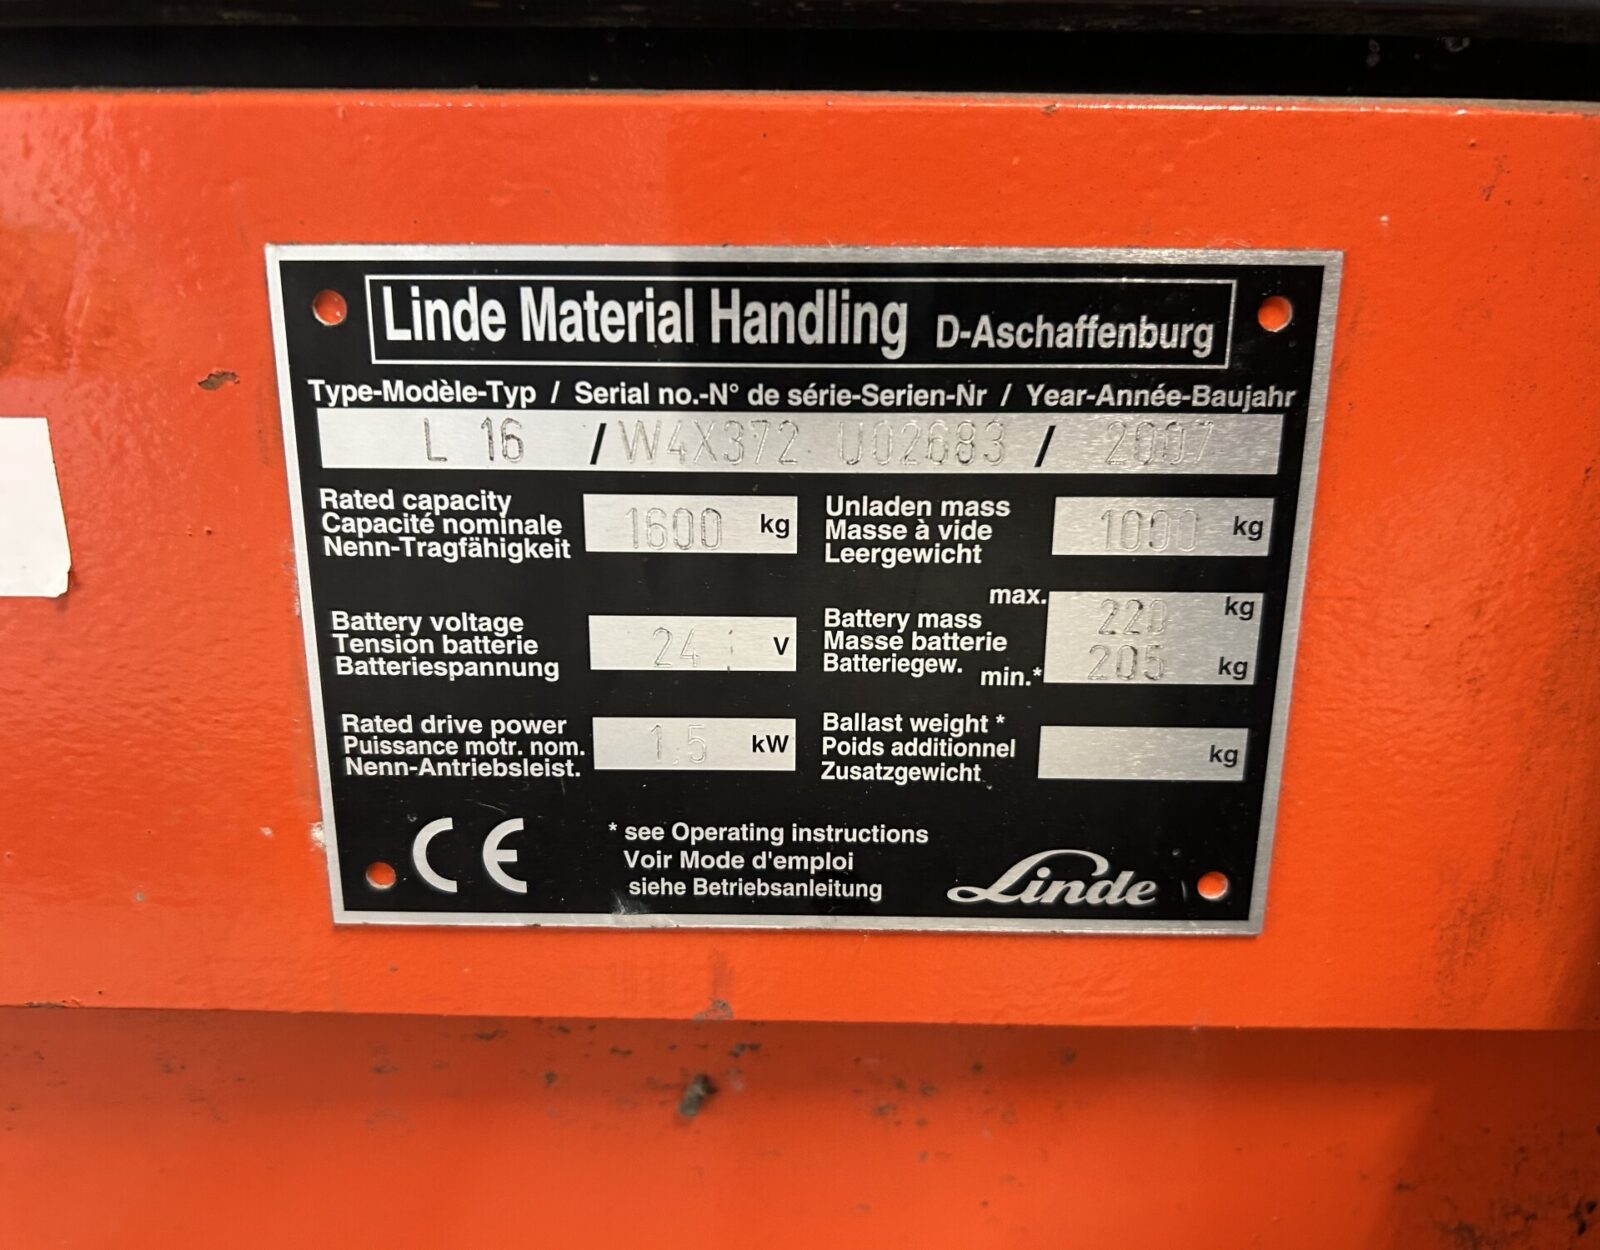 Linde Material Handling D-Aschaffenburg
Type-Modèle-Typ / Serial no.-N° de série-Serien-Nr / Year-Année-Baujahr
L 16 / W4X372 U02683 / 2007
Rated capacity
Capacité nominale
Nenn-Tragfähigkeit
1600 kg
Unladen mass
Masse à vide
Leergewicht
kg
Battery voltage
Tension batterie
Batteriespannung
24 V
max.
Battery mass
Masse batterie
Batteriegew. min.*
kg
205 kg
Rated drive power
Puissance motr. nom.
Nenn-Antriebsleist.
1.5 kW
Ballast weight *
Poids additionnel
Zusatzgewicht
kg
CE
* see Operating instructions
Voir Mode d'emploi
siehe Betriebsanleitung
Linde